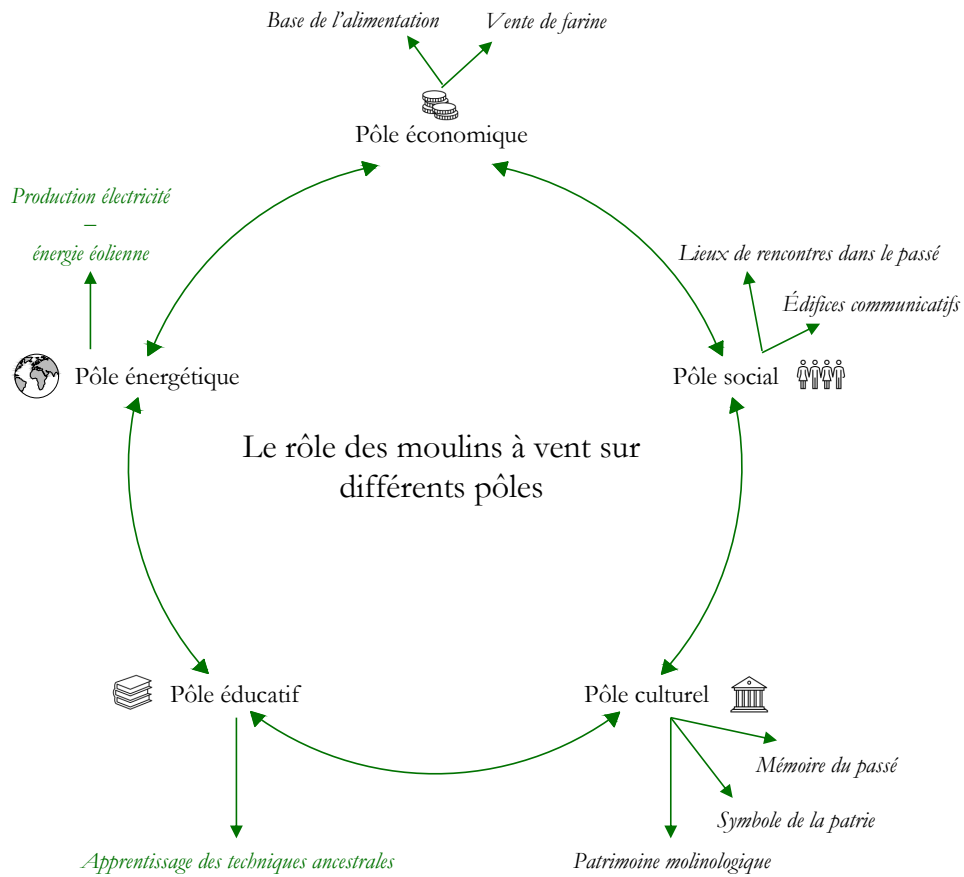 Base de l'alimentation
Vente de farine
Pôle économique
Production électricité
–
énergie éolienne
Lieux de rencontres dans le passé
Édifices communicatifs
Pôle énergétique
Pôle social
Le rôle des moulins à vent sur
différents pôles
Pôle éducatif
Pôle culturel
Mémoire du passé
Symbole de la patrie
Apprentissage des techniques ancestrales
Patrimoine molinologique